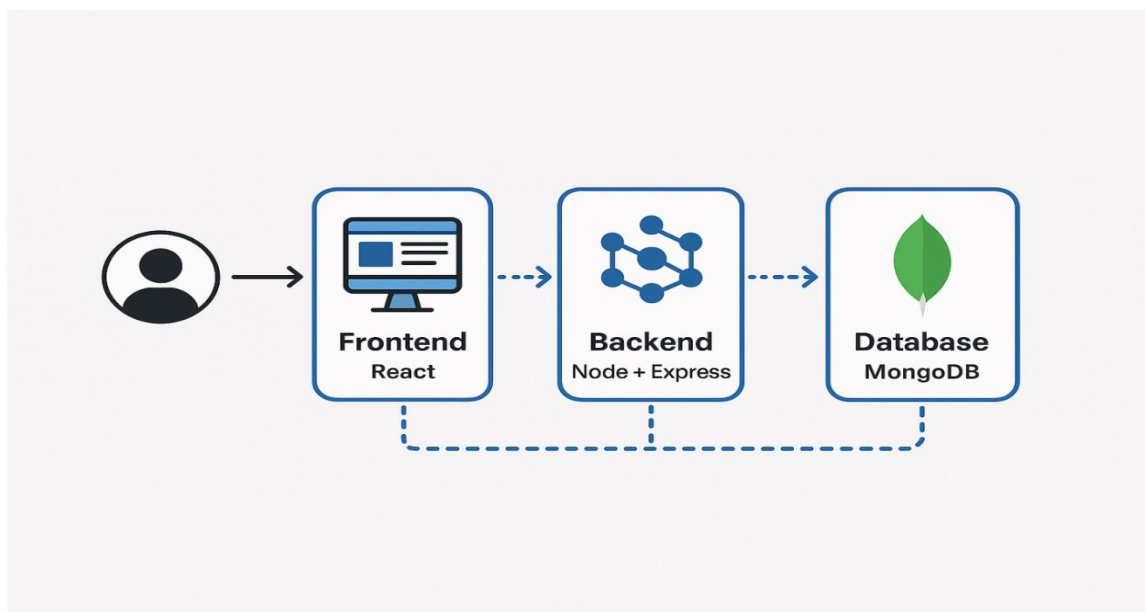 Frontend
React
Backend
Node + Express
Database
MongoDB